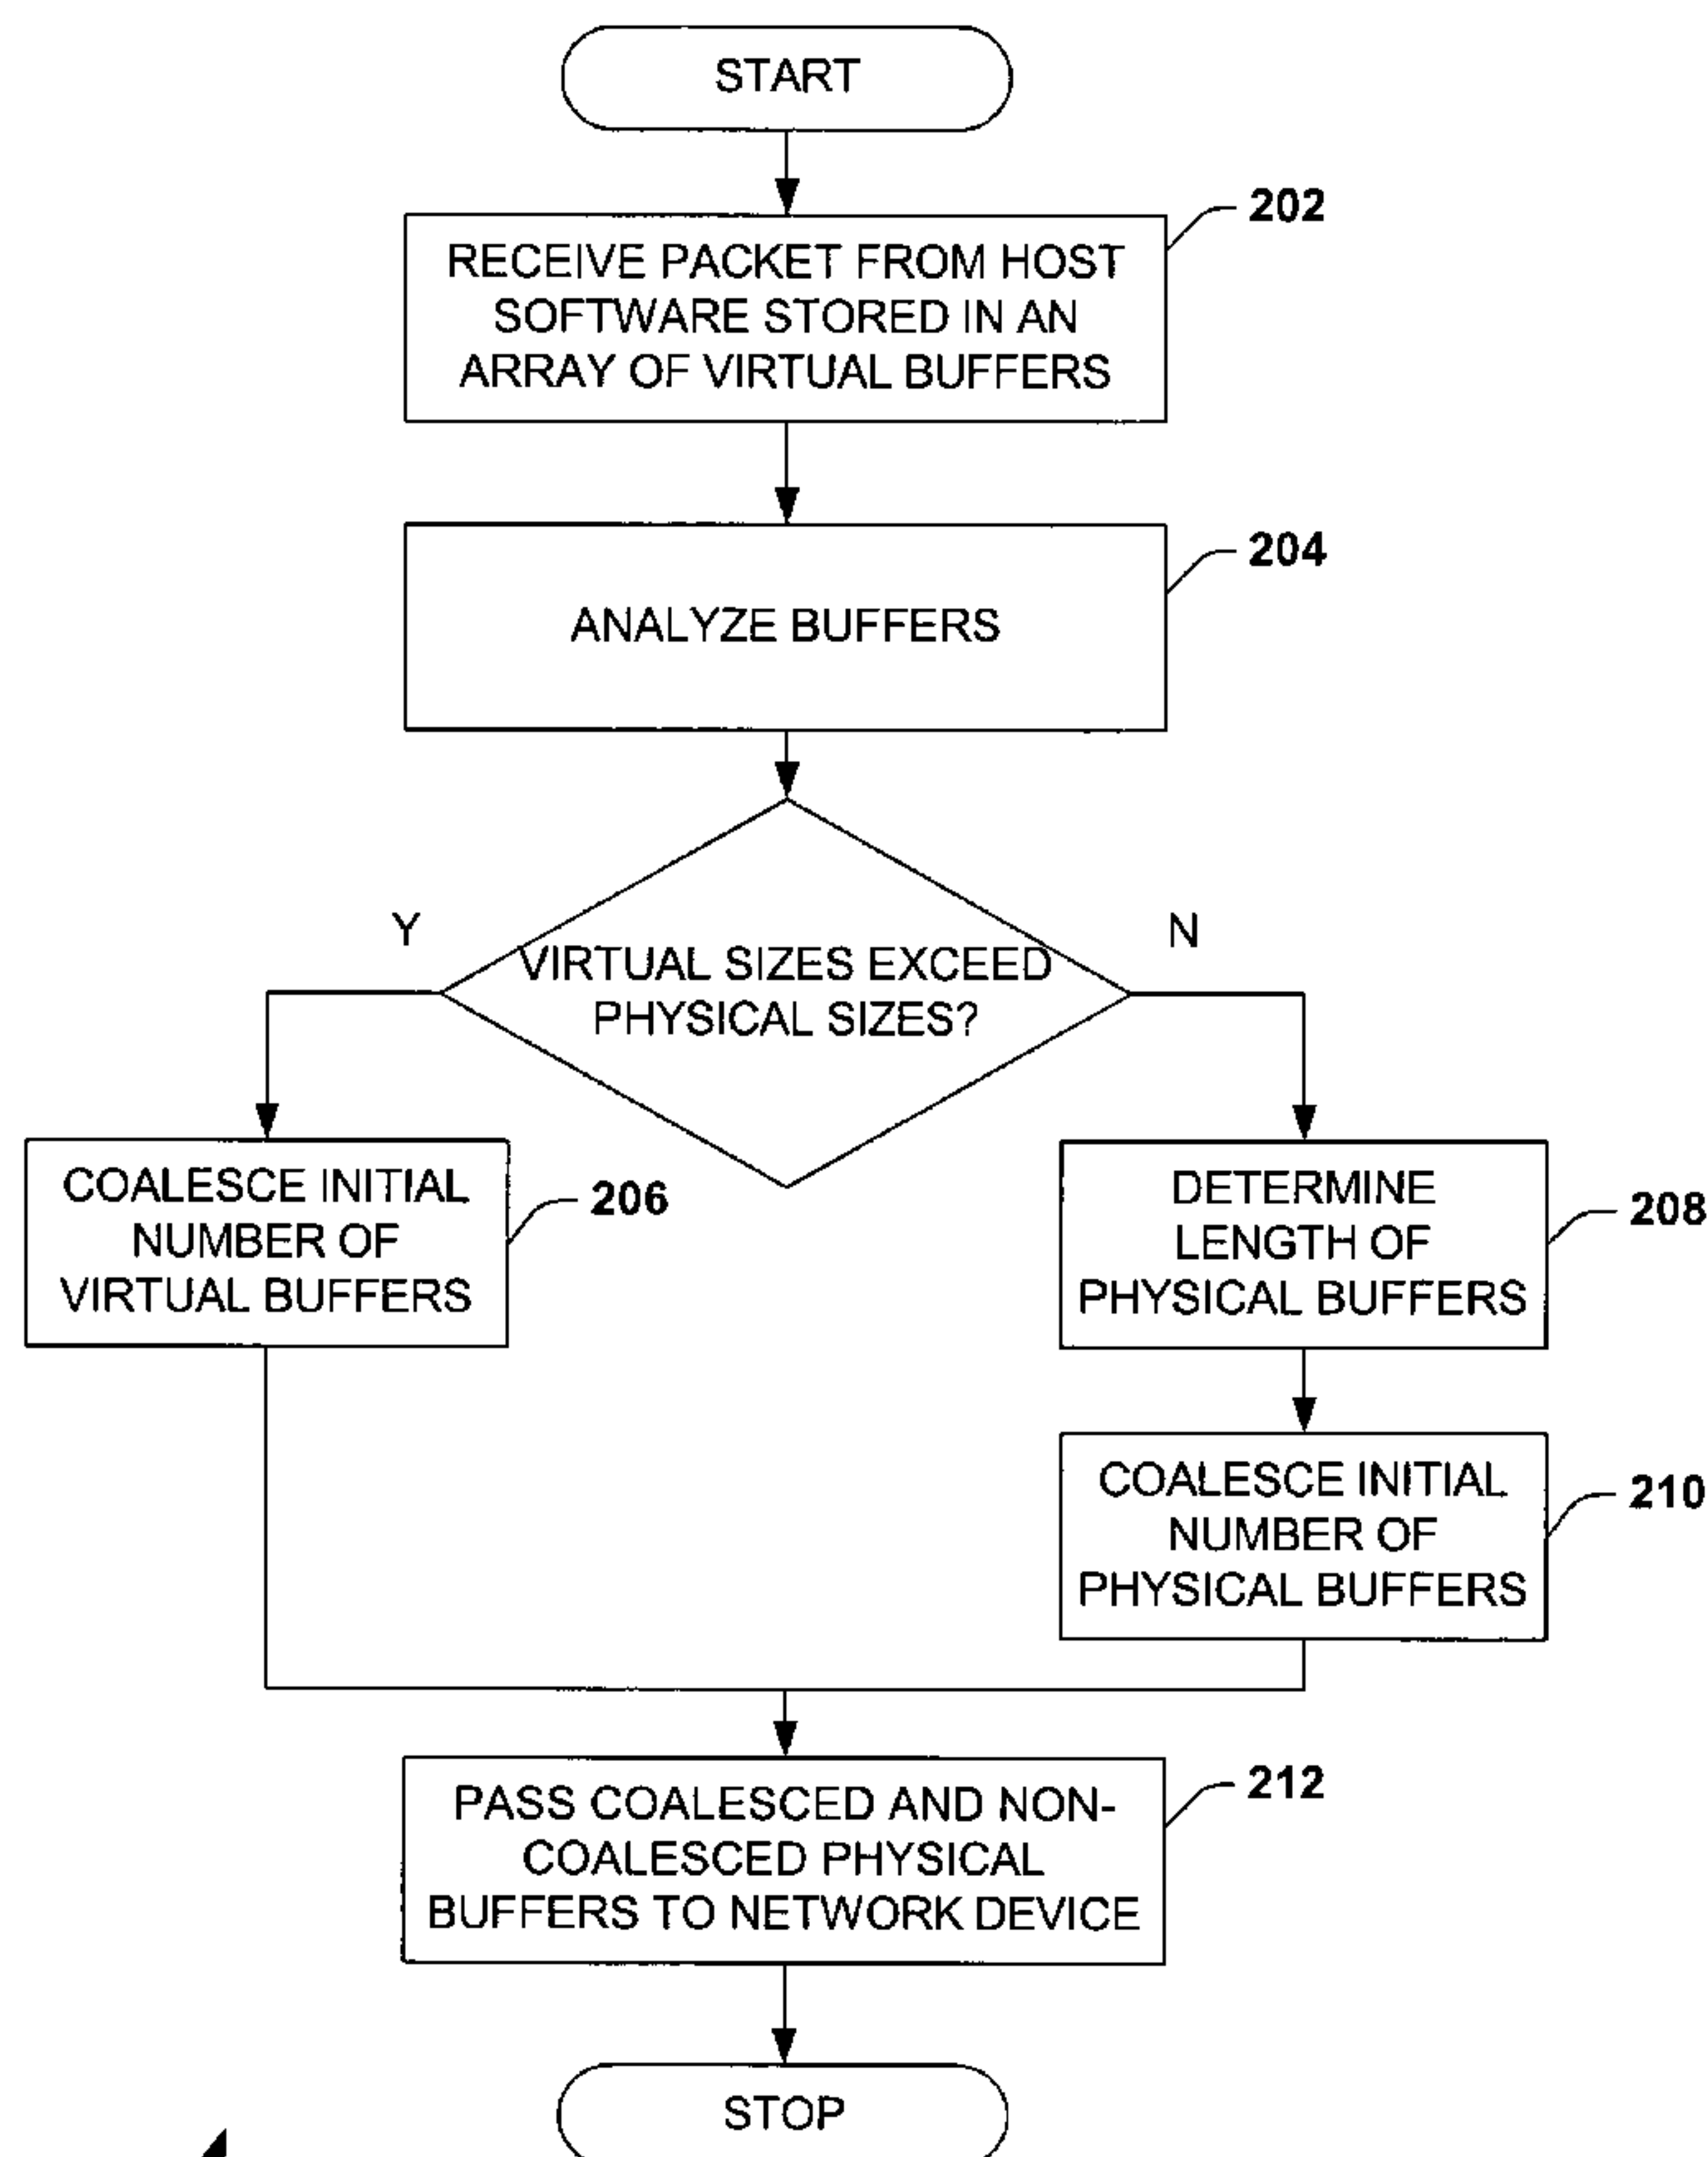 START
202
RECEIVE PACKET FROM HOST
SOFTWARE STORED IN AN
ARRAY OF VIRTUAL BUFFERS
204
ANALYZE BUFFERS
Y
N
VIRTUAL SIZES EXCEED
PHYSICAL SIZES?
COALESCE INITIAL
NUMBER OF
VIRTUAL BUFFERS
206
DETERMINE
LENGTH OF
PHYSICAL BUFFERS
208
COALESCE INITIAL
NUMBER OF
PHYSICAL BUFFERS
210
212
PASS COALESCED AND NON-
COALESCED PHYSICAL
BUFFERS TO NETWORK DEVICE
STOP